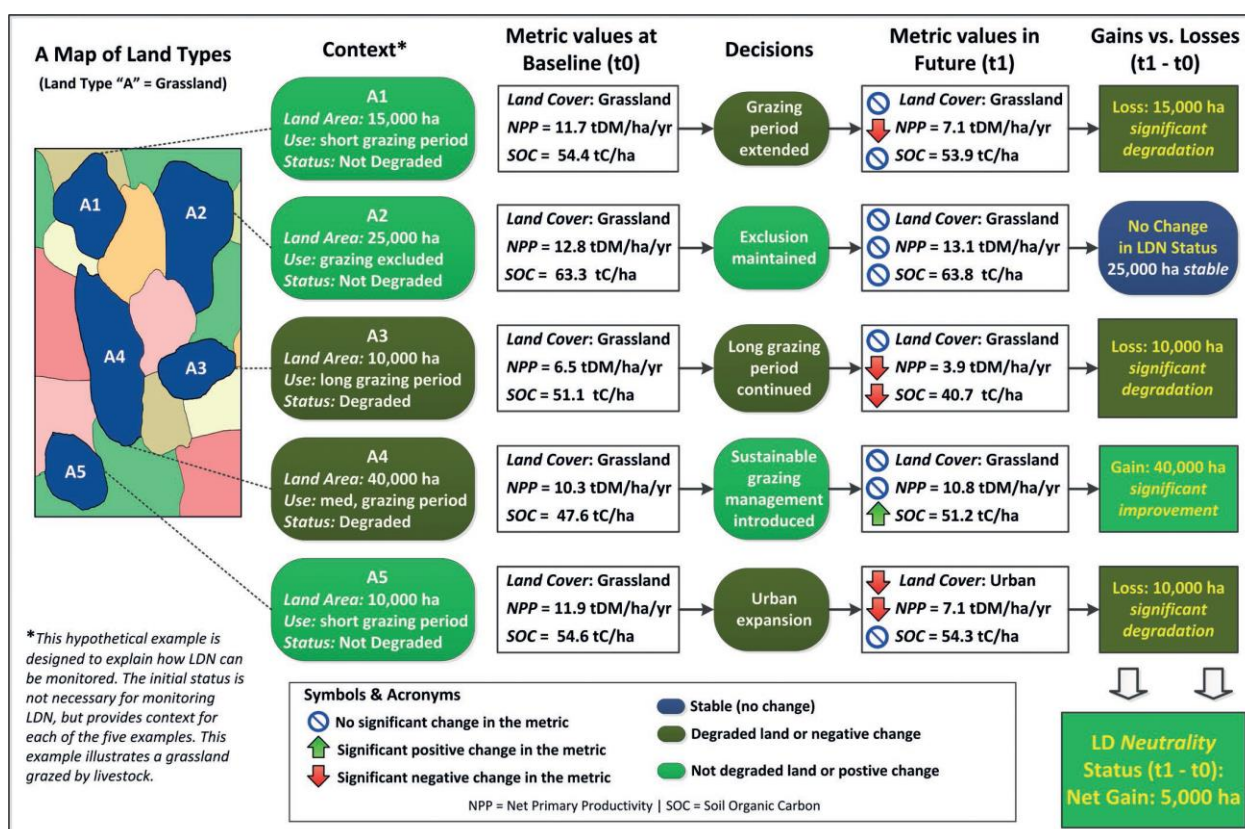 A Map of Land Types
(Land Type “A” = Grassland)
Context*
Metric values at
Baseline (t0)
Decisions
Metric values in
Future (t1)
Gains vs. Losses
(t1 - t0)
A1
A2
A4
A3
A5
A1
Land Area: 15,000 ha
Use: short grazing period
Status: Not Degraded
Land Cover: Grassland
NPP = 11.7 tDM/ha/yr
SOC = 54.4 tC/ha
Grazing
period
extended
Land Cover: Grassland
NPP = 7.1 tDM/ha/yr
SOC = 53.9 tC/ha
Loss: 15,000 ha
significant
degradation
A2
Land Area: 25,000 ha
Use: grazing excluded
Status: Not Degraded
Land Cover: Grassland
NPP = 12.8 tDM/ha/yr
SOC = 63.3 tC/ha
Exclusion
maintained
Land Cover: Grassland
NPP = 13.1 tDM/ha/yr
SOC = 63.8 tC/ha
No Change
in LDN Status
25,000 ha stable
A3
Land Area: 10,000 ha
Use: long grazing period
Status: Degraded
Land Cover: Grassland
NPP = 6.5 tDM/ha/yr
SOC = 51.1 tC/ha
Long grazing
period
continued
Land Cover: Grassland
NPP = 3.9 tDM/ha/yr
SOC = 40.7 tC/ha
Loss: 10,000 ha
significant
degradation
A4
Land Area: 40,000 ha
Use: med, grazing period
Status: Degraded
Land Cover: Grassland
NPP = 10.3 tDM/ha/yr
SOC = 47.6 tC/ha
Sustainable
grazing
management
introduced
Land Cover: Grassland
NPP = 10.8 tDM/ha/yr
SOC = 51.2 tC/ha
Gain: 40,000 ha
significant
improvement
A5
Land Area: 10,000 ha
Use: short grazing period
Status: Not Degraded
Land Cover: Grassland
NPP = 11.9 tDM/ha/yr
SOC = 54.6 tC/ha
Urban
expansion
Land Cover: Urban
NPP = 7.1 tDM/ha/yr
SOC = 54.3 tC/ha
Loss: 10,000 ha
significant
degradation
*This hypothetical example is
designed to explain how LDN can
be monitored. The initial status is
not necessary for monitoring
LDN, but provides context for
each of the five examples. This
example illustrates a grassland
grazed by livestock.
Symbols & Acronyms
No significant change in the metric
Significant positive change in the metric
Significant negative change in the metric
Stable (no change)
Degraded land or negative change
Not degraded land or postive change
NPP = Net Primary Productivity | SOC = Soil Organic Carbon
LD Neutrality
Status (t1 - t0):
Net Gain: 5,000 ha